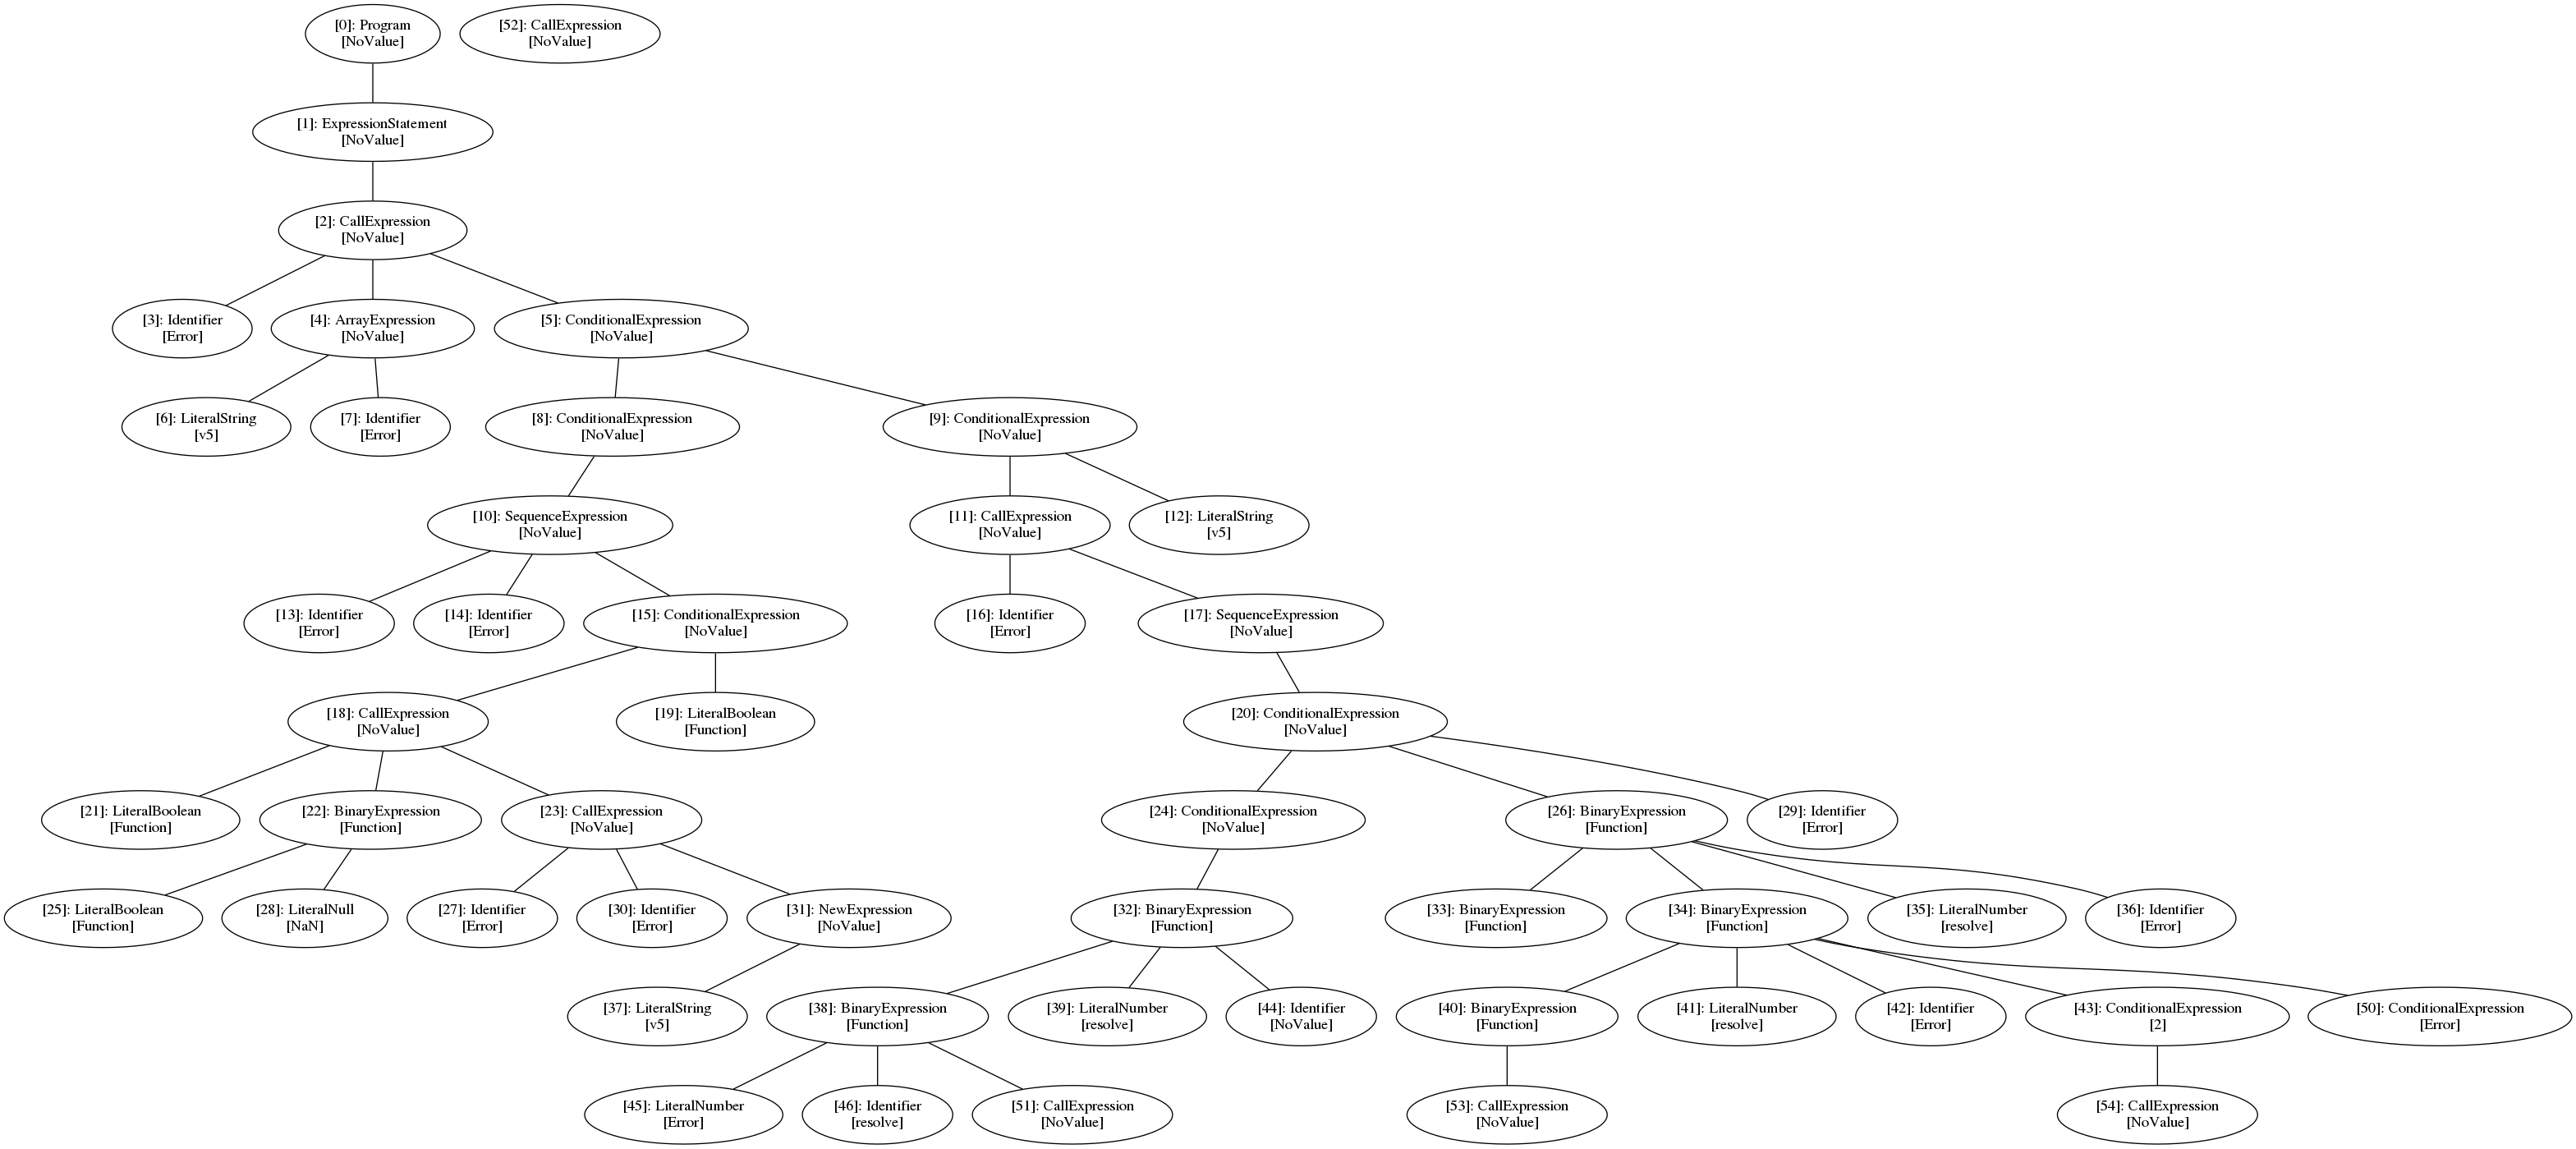 [0]: Program
[NoValue]
[52]: CallExpression
[NoValue]
[1]: ExpressionStatement
[NoValue]
[2]: CallExpression
[NoValue]
[3]: Identifier
[Error]
[4]: ArrayExpression
[NoValue]
[5]: ConditionalExpression
[NoValue]
[6]: LiteralString
[v5]
[7]: Identifier
[Error]
[8]: ConditionalExpression
[NoValue]
[9]: ConditionalExpression
[NoValue]
[10]: SequenceExpression
[NoValue]
[11]: CallExpression
[NoValue]
[12]: LiteralString
[v5]
[13]: Identifier
[Error]
[14]: Identifier
[Error]
[15]: ConditionalExpression
[NoValue]
[16]: Identifier
[Error]
[17]: SequenceExpression
[NoValue]
[18]: CallExpression
[NoValue]
[19]: LiteralBoolean
[Function]
[20]: ConditionalExpression
[NoValue]
[21]: LiteralBoolean
[Function]
[22]: BinaryExpression
[Function]
[23]: CallExpression
[NoValue]
[24]: ConditionalExpression
[NoValue]
[26]: BinaryExpression
[Function]
[29]: Identifier
[Error]
[25]: LiteralBoolean
[Function]
[28]: LiteralNull
[NaN]
[27]: Identifier
[Error]
[30]: Identifier
[Error]
[31]: NewExpression
[NoValue]
[32]: BinaryExpression
[Function]
[33]: BinaryExpression
[Function]
[34]: BinaryExpression
[Function]
[35]: LiteralNumber
[resolve]
[36]: Identifier
[Error]
[37]: LiteralString
[v5]
[38]: BinaryExpression
[Function]
[39]: LiteralNumber
[resolve]
[44]: Identifier
[NoValue]
[40]: BinaryExpression
[Function]
[41]: LiteralNumber
[resolve]
[42]: Identifier
[Error]
[43]: ConditionalExpression
[2]
[50]: ConditionalExpression
[Error]
[45]: LiteralNumber
[Error]
[46]: Identifier
[resolve]
[51]: CallExpression
[NoValue]
[53]: CallExpression
[NoValue]
[54]: CallExpression
[NoValue]